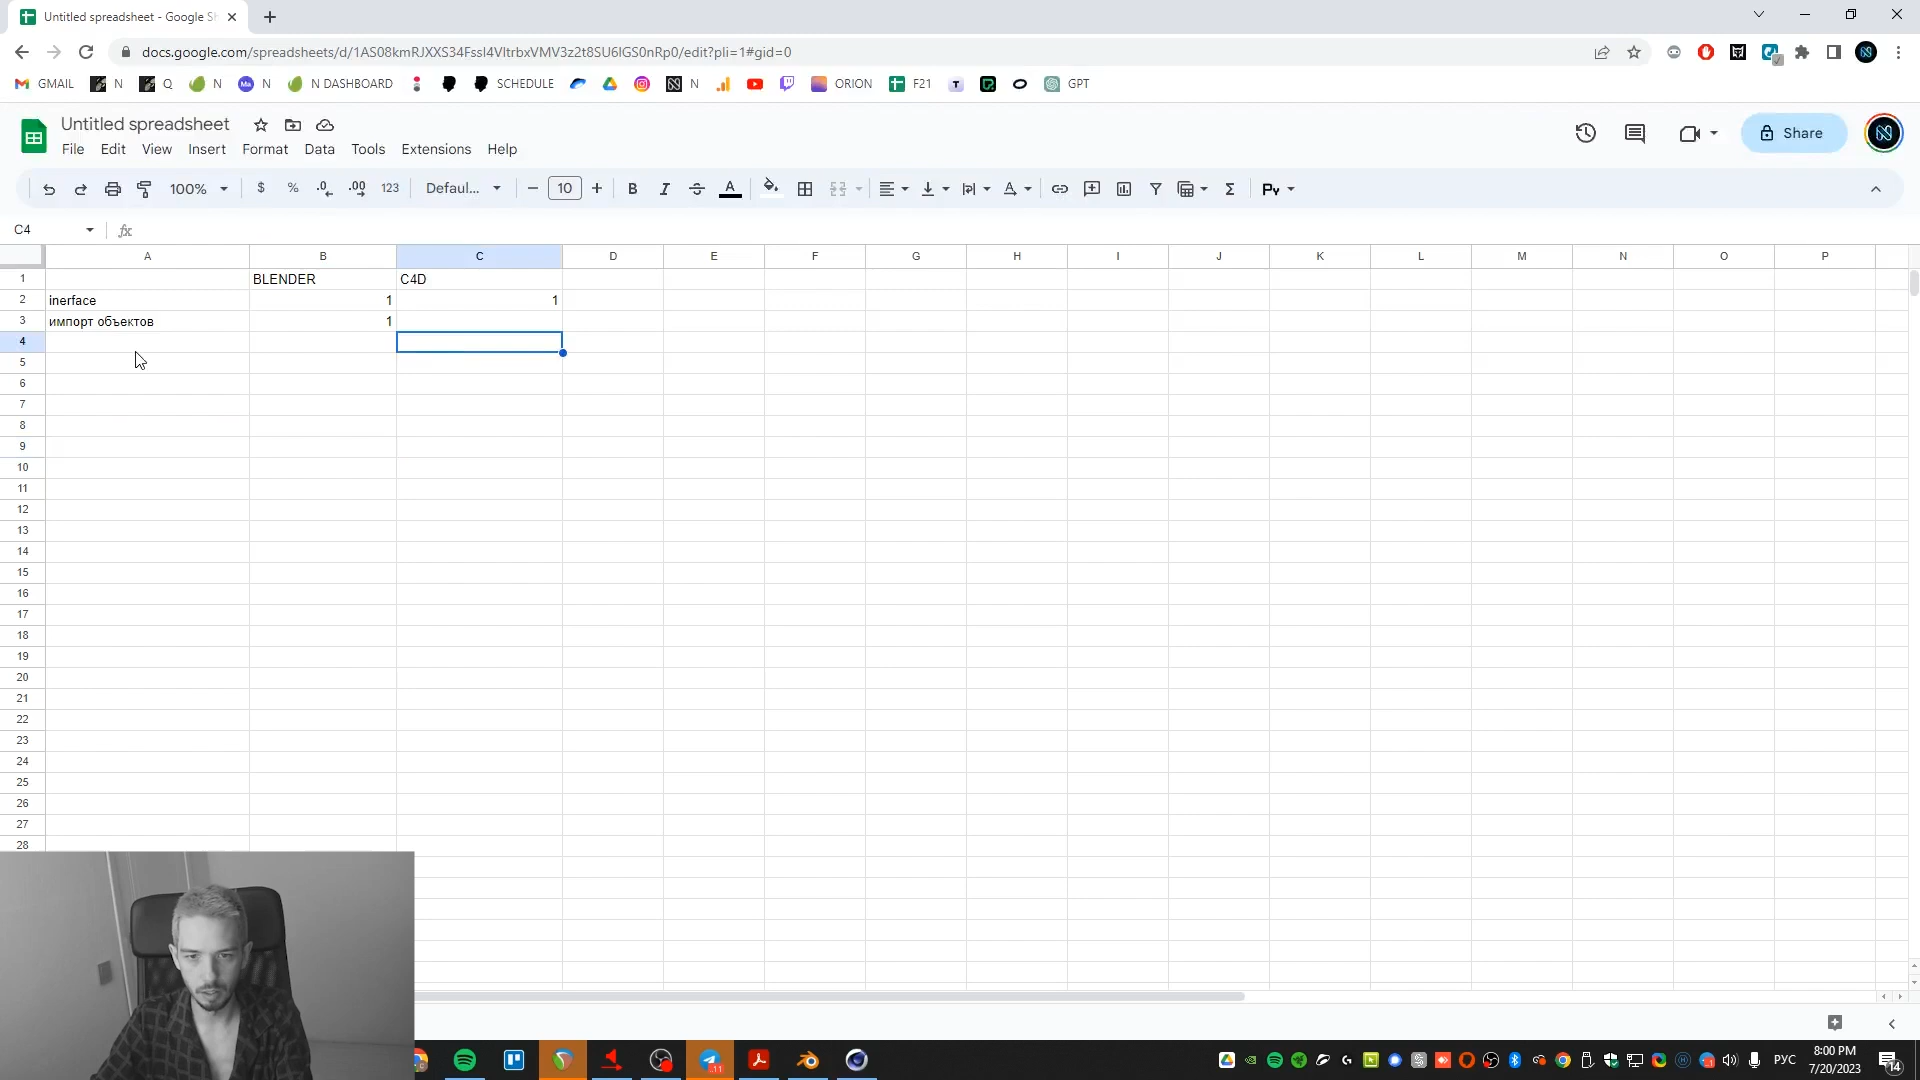 Untitled spreadsheet - Google Sh
docs.google.com/spreadsheets/d/1AS08kmRJXXS34Fssl4VltrbxVMV3z2t8SU6lGS0nRp0/edit?pli=1#gid=0
GMAIL N Q N N N DASHBOARD SCHEDULE N ORION F21 GPT
Untitled spreadsheet
File Edit View Insert Format Data Tools Help
Share
100% $ % .0 .00 123 Defaul... 10 B I S A Σ Py
C4 fx
A B C D E F G H I J K L M N O P
1 BLENDER C4D
2 inerface 1 1
3 импорт объектов 1
4
5
6
7
8
9
10
11
12
13
14
15
16
17
18
19
20
21
22
23
24
25
26
27
28
РУС
8:00 PM
7/20/2023
14